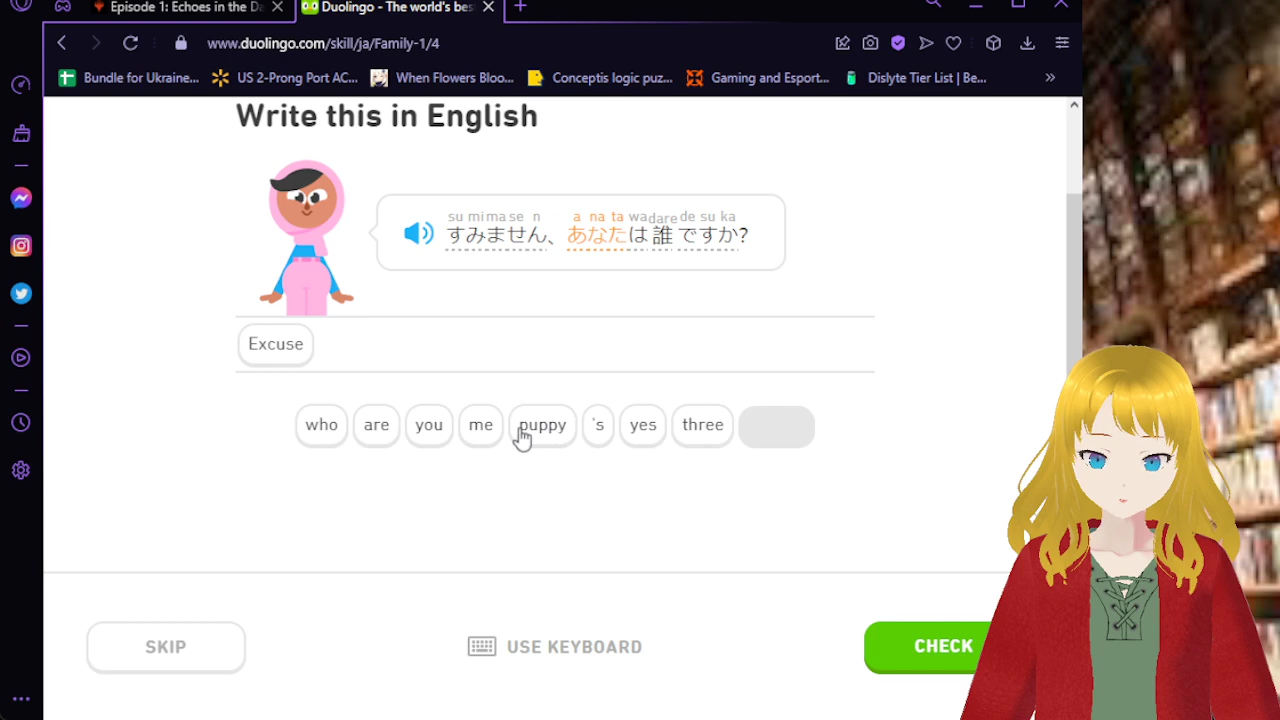 Episode 1: Echoes in the Da
Duolingo - The world's bes
www.duolingo.com/skill/ja/Family-1/4
Bundle for Ukraine...
US 2-Prong Port AC...
When Flowers Bloo...
Conceptis logic puz...
Gaming and Esport...
Dislyte Tier List | Be...
Write this in English
su mi ma se n a na ta wa dare de su ka
すみません、あなたは誰ですか?
Excuse
who are you me puppy 's yes three
SKIP
USE KEYBOARD
CHECK